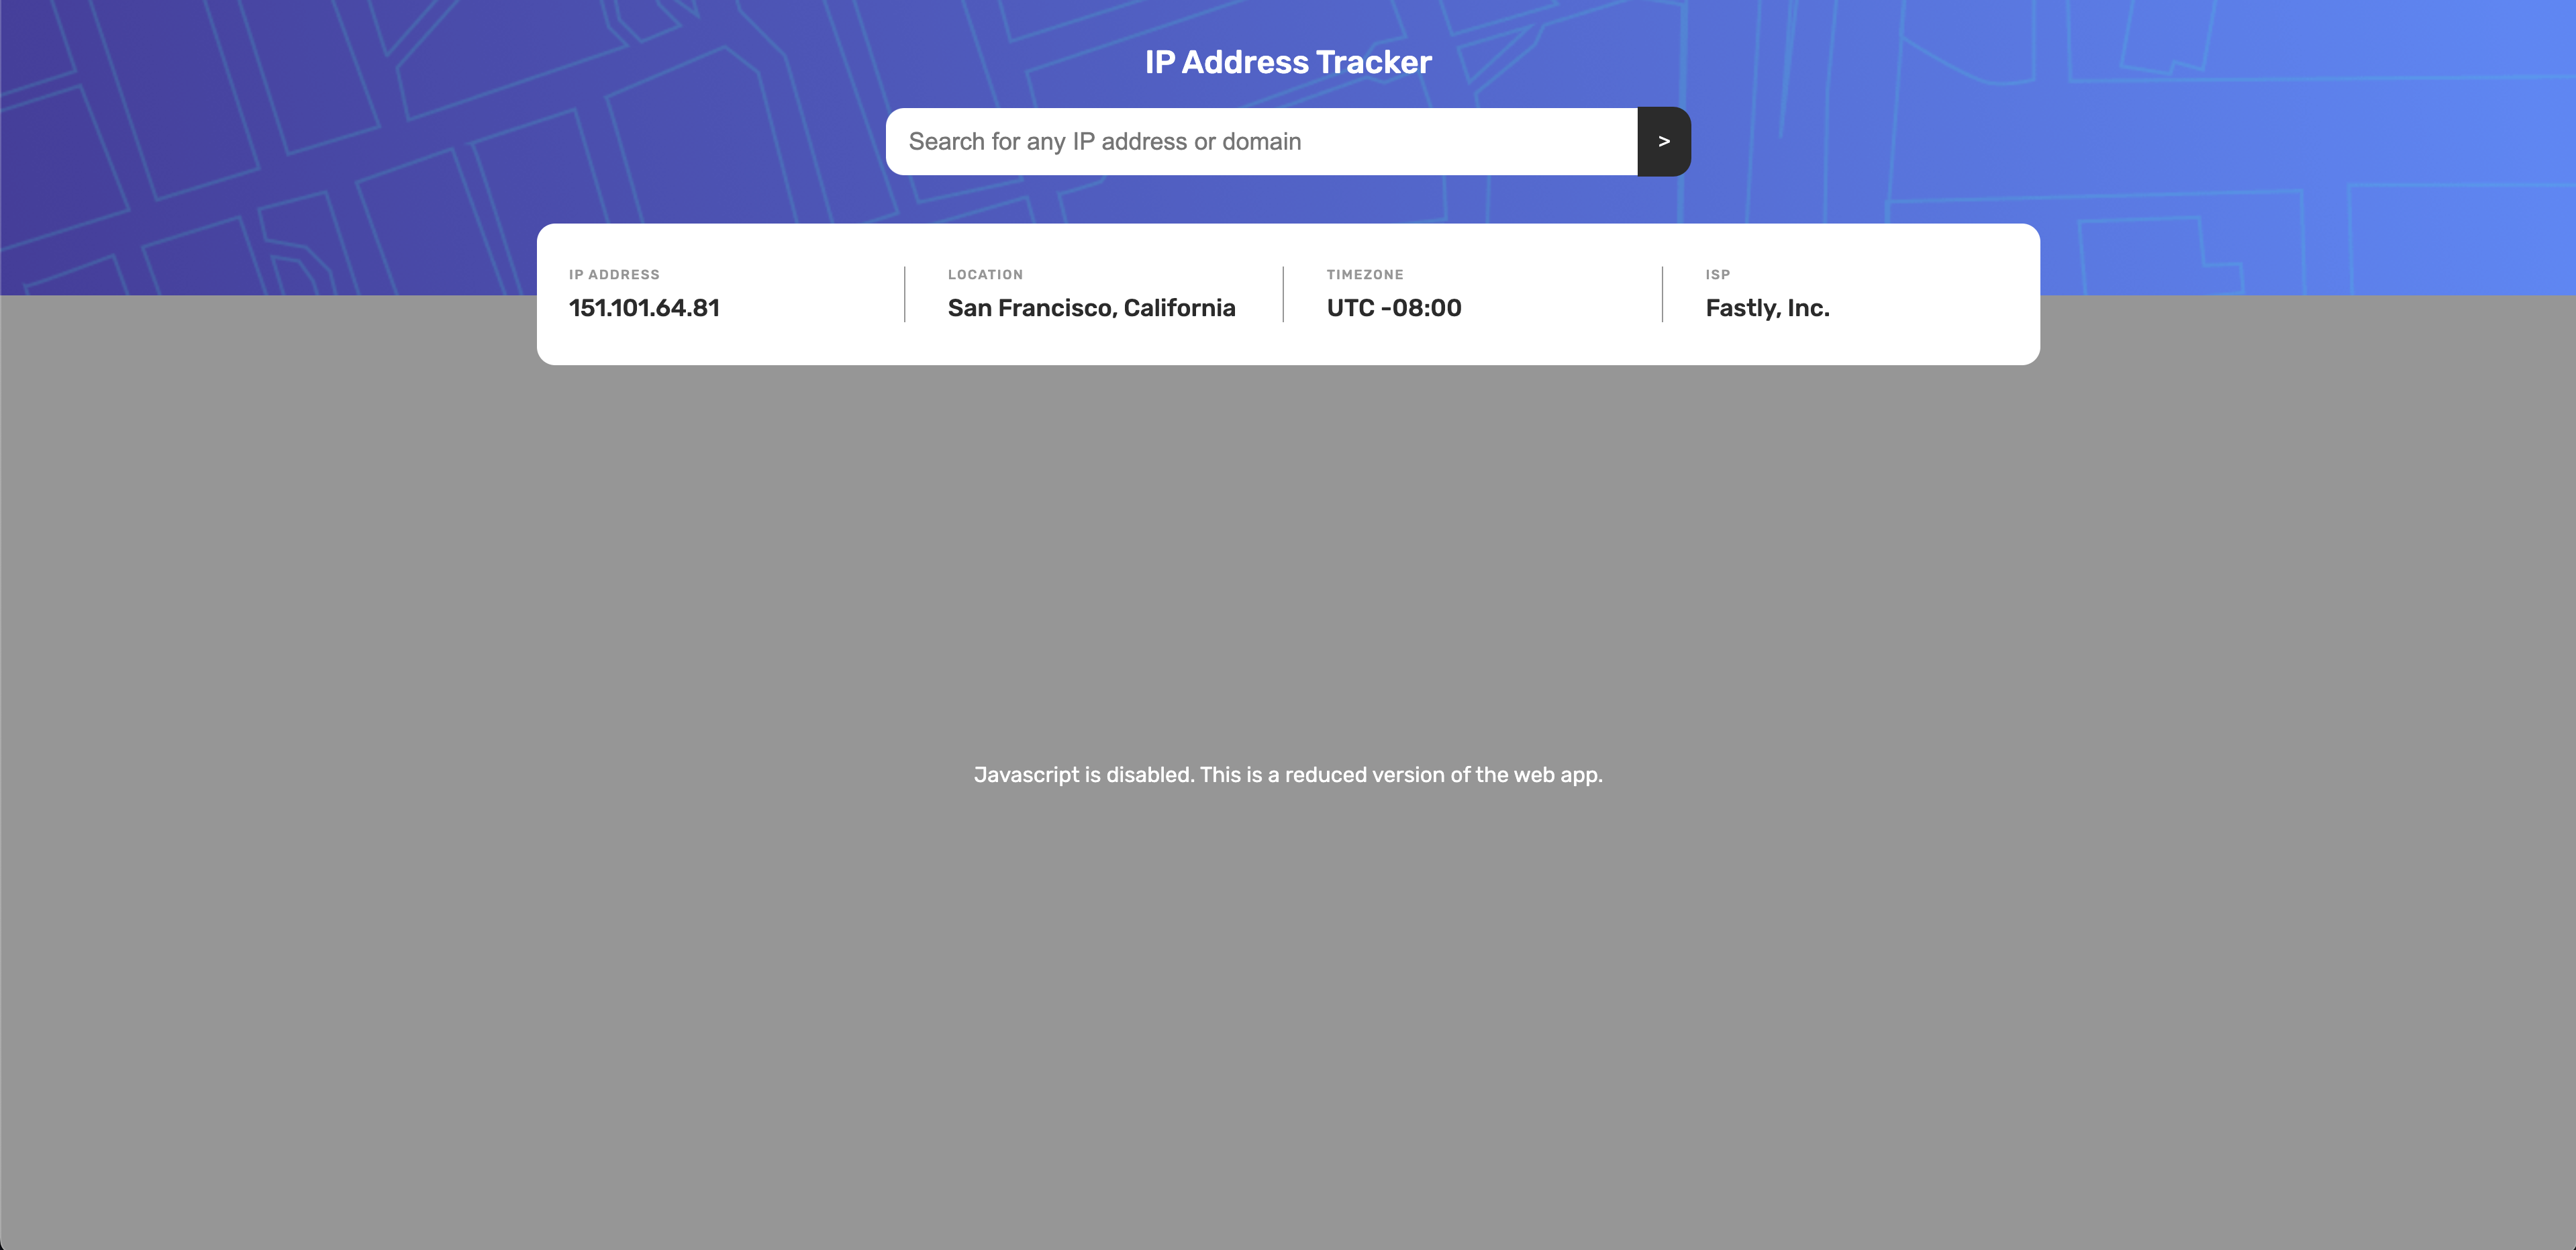 IP Address Tracker
Search for any IP address or domain
>
IP ADDRESS
151.101.64.81
LOCATION
San Francisco, California
TIMEZONE
UTC -08:00
ISP
Fastly, Inc.
Javascript is disabled. This is a reduced version of the web app.